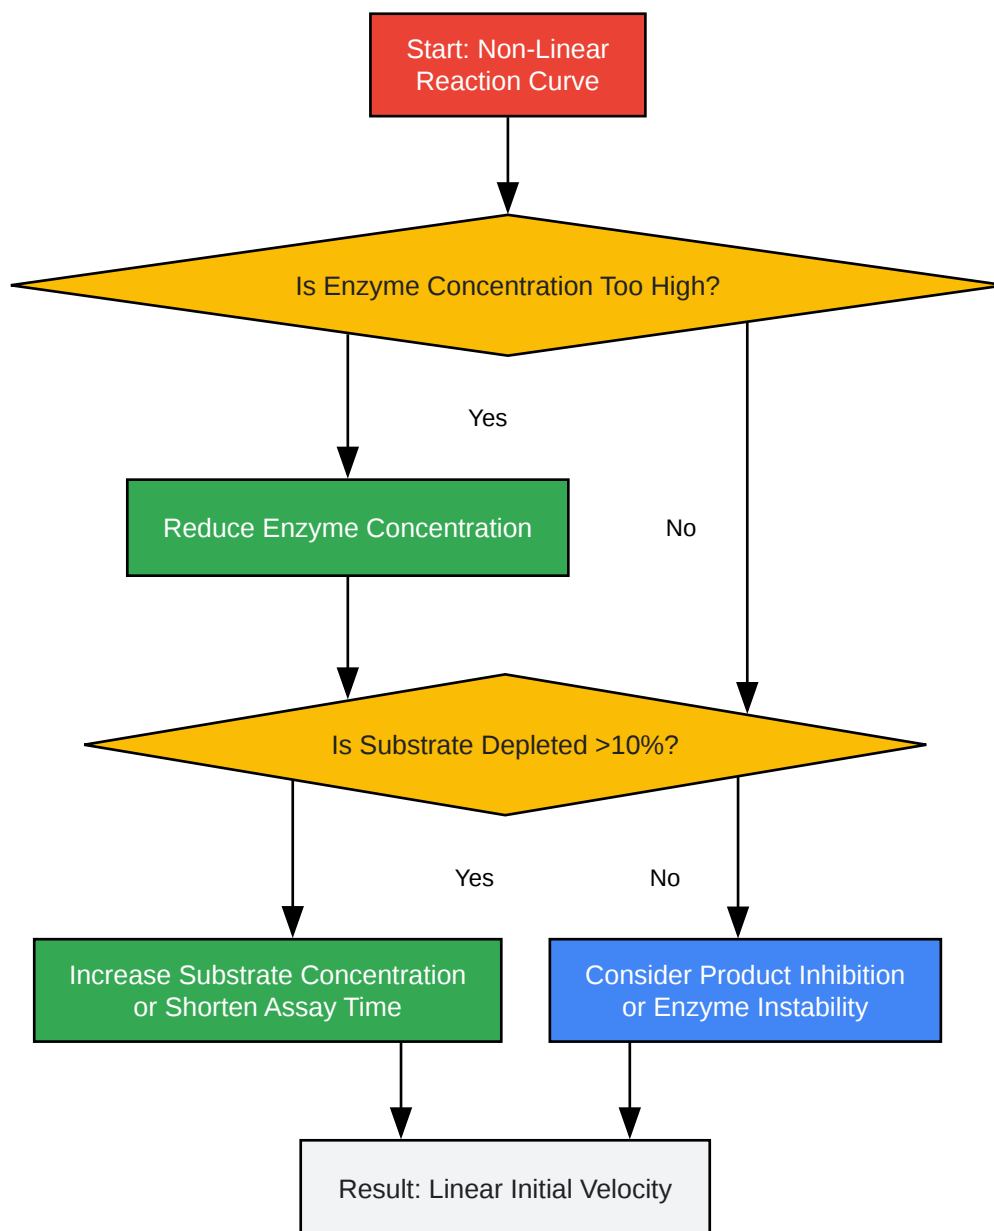 Start: Non-Linear
Reaction Curve
Is Enzyme Concentration Too High?
Yes
Reduce Enzyme Concentration
No
Is Substrate Depleted >10%?
Yes
No
Increase Substrate Concentration
or Shorten Assay Time
Consider Product Inhibition
or Enzyme Instability
Result: Linear Initial Velocity